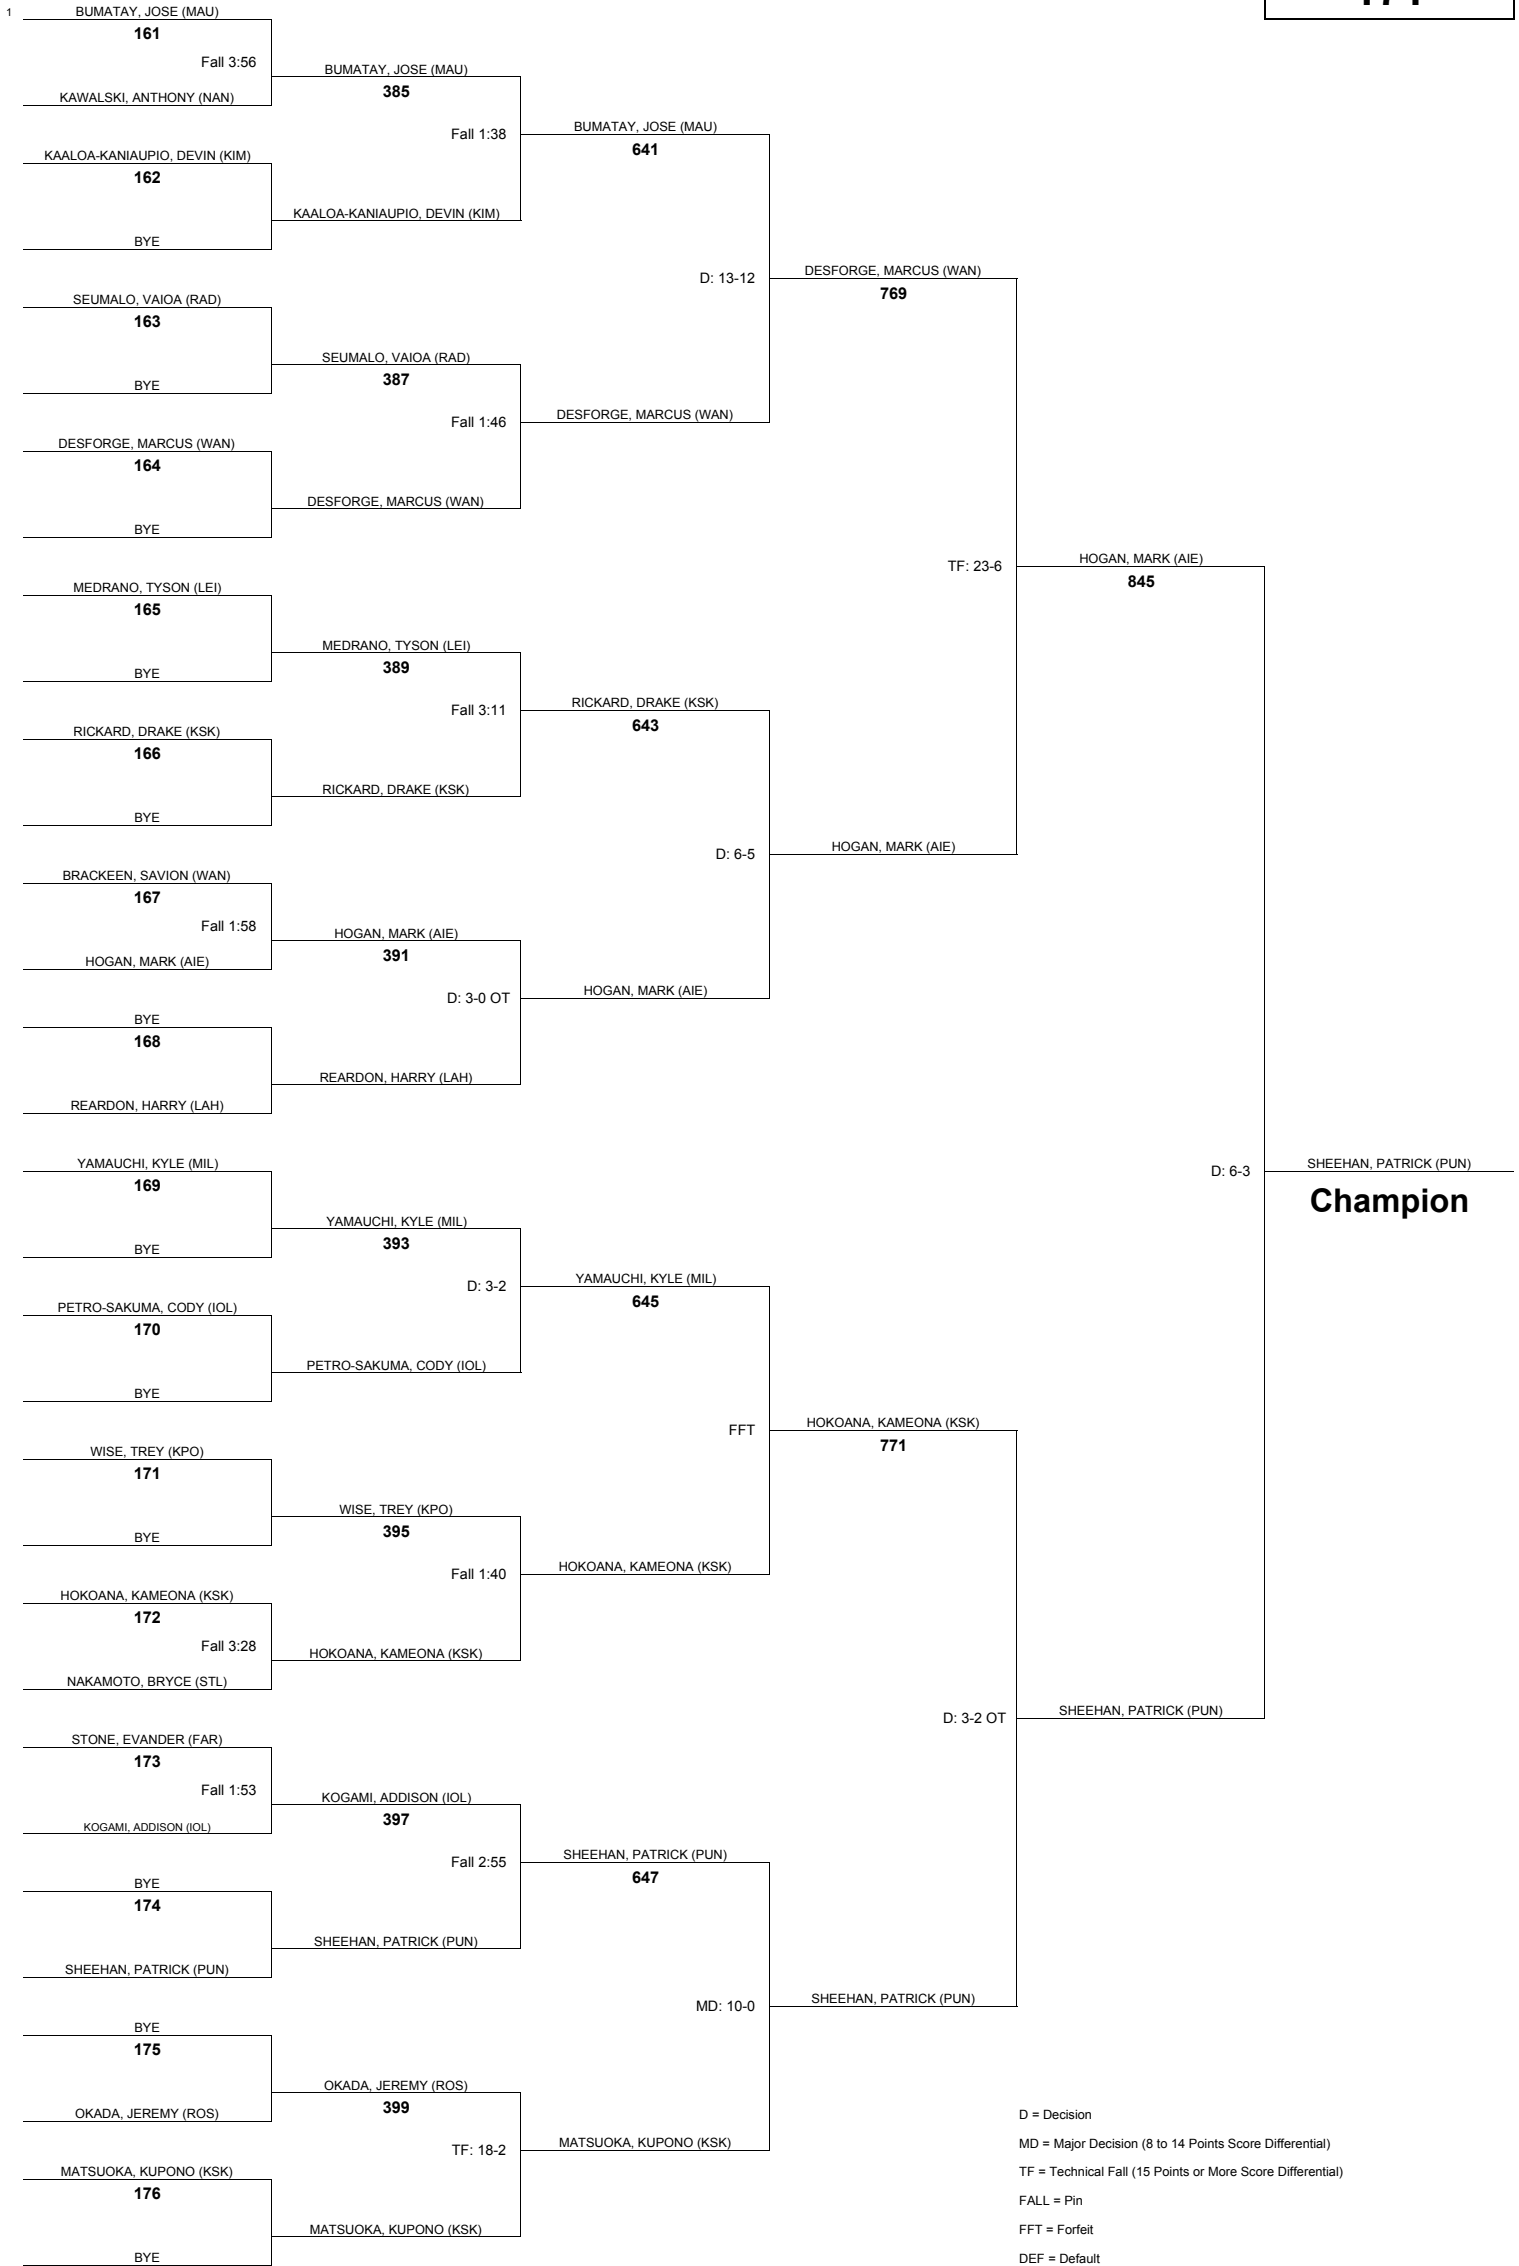 1
BUMATAY, JOSE (MAU)
161
Fall 3:56
KAWALSKI, ANTHONY (NAN)
KAALOA-KANIAUPIO, DEVIN (KIM)
162
BYE
SEUMALO, VAIOA (RAD)
163
BYE
DESFORGE, MARCUS (WAN)
164
BYE
MEDRANO, TYSON (LEI)
165
BYE
RICKARD, DRAKE (KSK)
166
BYE
BRACKEEN, SAVION (WAN)
167
Fall 1:58
HOGAN, MARK (AIE)
BYE
168
REARDON, HARRY (LAH)
YAMAUCHI, KYLE (MIL)
169
BYE
PETRO-SAKUMA, CODY (IOL)
170
BYE
WISE, TREY (KPO)
171
BYE
HOKOANA, KAMEONA (KSK)
172
Fall 3:28
NAKAMOTO, BRYCE (STL)
STONE, EVANDER (FAR)
173
Fall 1:53
KOGAMI, ADDISON (IOL)
BYE
174
SHEEHAN, PATRICK (PUN)
BYE
175
OKADA, JEREMY (ROS)
MATSUOKA, KUPONO (KSK)
176
BYE
BUMATAY, JOSE (MAU)
385
Fall 1:38
KAALOA-KANIAUPIO, DEVIN (KIM)
SEUMALO, VAIOA (RAD)
387
Fall 1:46
DESFORGE, MARCUS (WAN)
MEDRANO, TYSON (LEI)
389
Fall 3:11
RICKARD, DRAKE (KSK)
HOGAN, MARK (AIE)
391
D: 3-0 OT
REARDON, HARRY (LAH)
YAMAUCHI, KYLE (MIL)
393
D: 3-2
PETRO-SAKUMA, CODY (IOL)
WISE, TREY (KPO)
395
Fall 1:40
HOKOANA, KAMEONA (KSK)
KOGAMI, ADDISON (IOL)
397
Fall 2:55
SHEEHAN, PATRICK (PUN)
OKADA, JEREMY (ROS)
399
TF: 18-2
MATSUOKA, KUPONO (KSK)
BUMATAY, JOSE (MAU)
641
D: 13-12
DESFORGE, MARCUS (WAN)
RICKARD, DRAKE (KSK)
643
D: 6-5
HOGAN, MARK (AIE)
YAMAUCHI, KYLE (MIL)
645
FFT
HOKOANA, KAMEONA (KSK)
SHEEHAN, PATRICK (PUN)
647
MD: 10-0
MATSUOKA, KUPONO (KSK)
DESFORGE, MARCUS (WAN)
769
TF: 23-6
HOGAN, MARK (AIE)
HOKOANA, KAMEONA (KSK)
771
D: 3-2 OT
SHEEHAN, PATRICK (PUN)
HOGAN, MARK (AIE)
845
D: 6-3
SHEEHAN, PATRICK (PUN)
SHEEHAN, PATRICK (PUN)
Champion
D = Decision
MD = Major Decision (8 to 14 Points Score Differential)
TF = Technical Fall (15 Points or More Score Differential)
FALL = Pin
FFT = Forfeit
DEF = Default